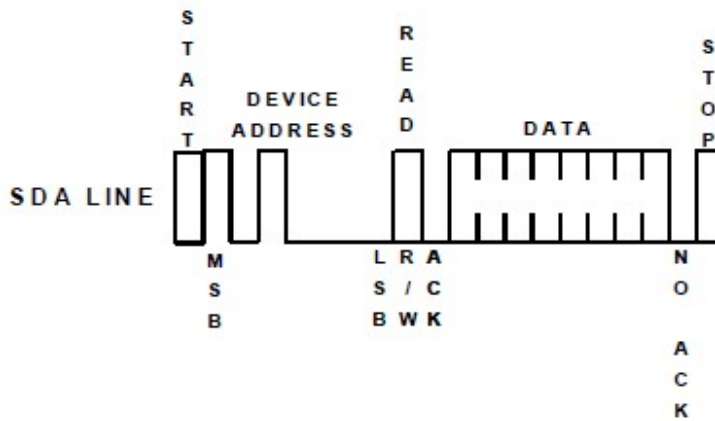 START
DEVICE
ADDRESS
READ
DATA
STOP
SDA LINE
MSB
LSB
R/W
ACK
NO ACK